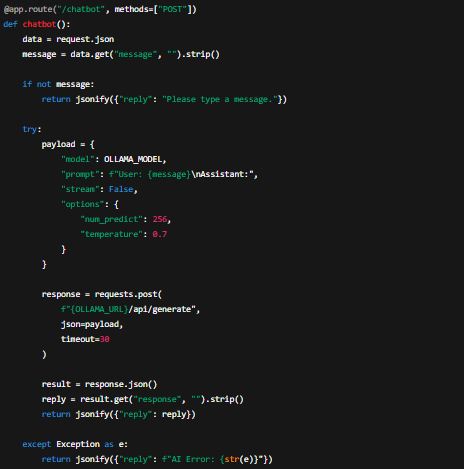 @app.route("/chatbot", methods=["POST"])
def chatbot():
    data = request.json
    message = data.get("message", "").strip()

    if not message:
        return jsonify({"reply": "Please type a message."})

    try:
        payload = {
            "model": OLLAMA_MODEL,
            "prompt": f"User: {message}\nAssistant:",
            "stream": False,
            "options": {
                "num_predict": 256,
                "temperature": 0.7
            }
        }

        response = requests.post(
            f"{OLLAMA_URL}/api/generate",
            json=payload,
            timeout=30
        )

        result = response.json()
        reply = result.get("response", "").strip()
        return jsonify({"reply": reply})

    except Exception as e:
        return jsonify({"reply": f"AI Error: {str(e)}"})